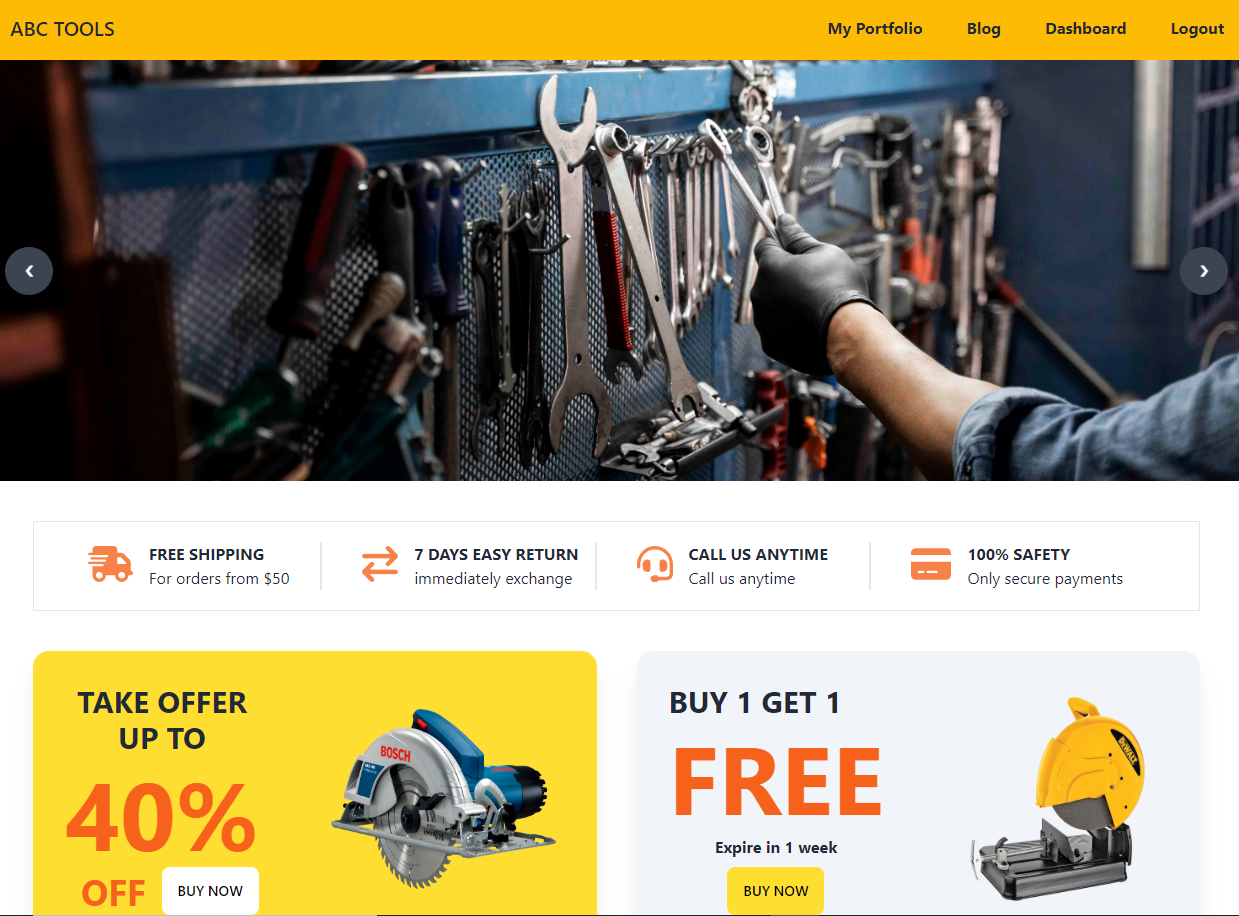 ABC TOOLS
My Portfolio Blog Dashboard Logout
‹ ›
FREE SHIPPING
For orders from $50
7 DAYS EASY RETURN
immediately exchange
CALL US ANYTIME
Call us anytime
100% SAFETY
Only secure payments
TAKE OFFER
UP TO
40%
OFF BUY NOW
BOSCH
BUY 1 GET 1
FREE
Expire in 1 week
BUY NOW
DEWALT